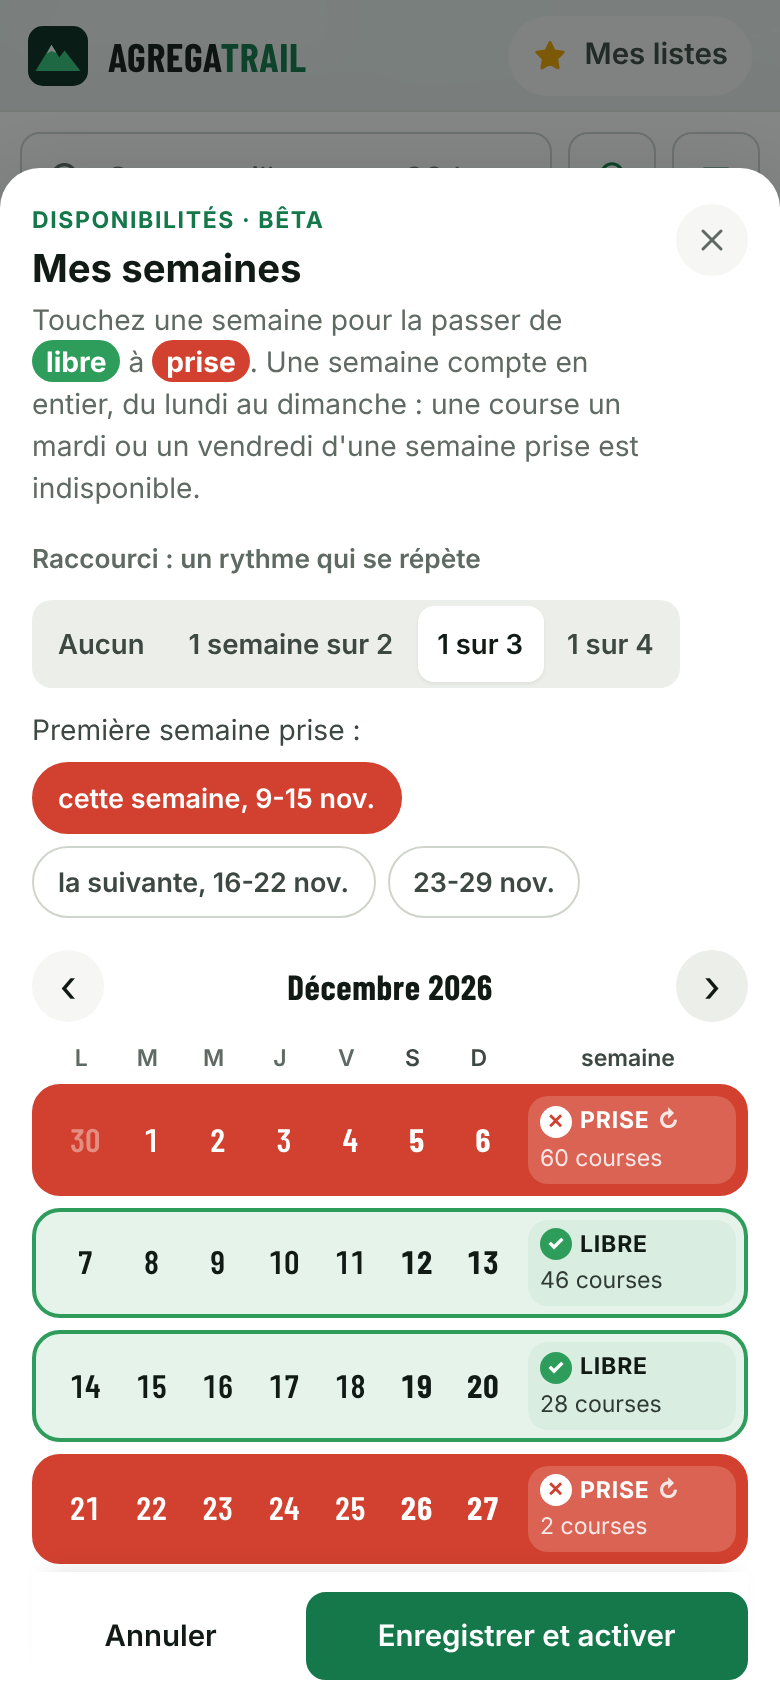 AGREGATRAIL
Mes listes
DISPONIBILITÉS · BÊTA
Mes semaines
Touchez une semaine pour la passer de
libre à prise. Une semaine compte en
entier, du lundi au dimanche : une course un
mardi ou un vendredi d'une semaine prise est
indisponible.
Raccourci : un rythme qui se répète
Aucun 1 semaine sur 2 1 sur 3 1 sur 4
Première semaine prise :
cette semaine, 9-15 nov.
la suivante, 16-22 nov. 23-29 nov.
‹ Décembre 2026 ›
L M M J V S D semaine
30 1 2 3 4 5 6 PRISE
60 courses
7 8 9 10 11 12 13 LIBRE
46 courses
14 15 16 17 18 19 20 LIBRE
28 courses
21 22 23 24 25 26 27 PRISE
2 courses
Annuler Enregistrer et activer